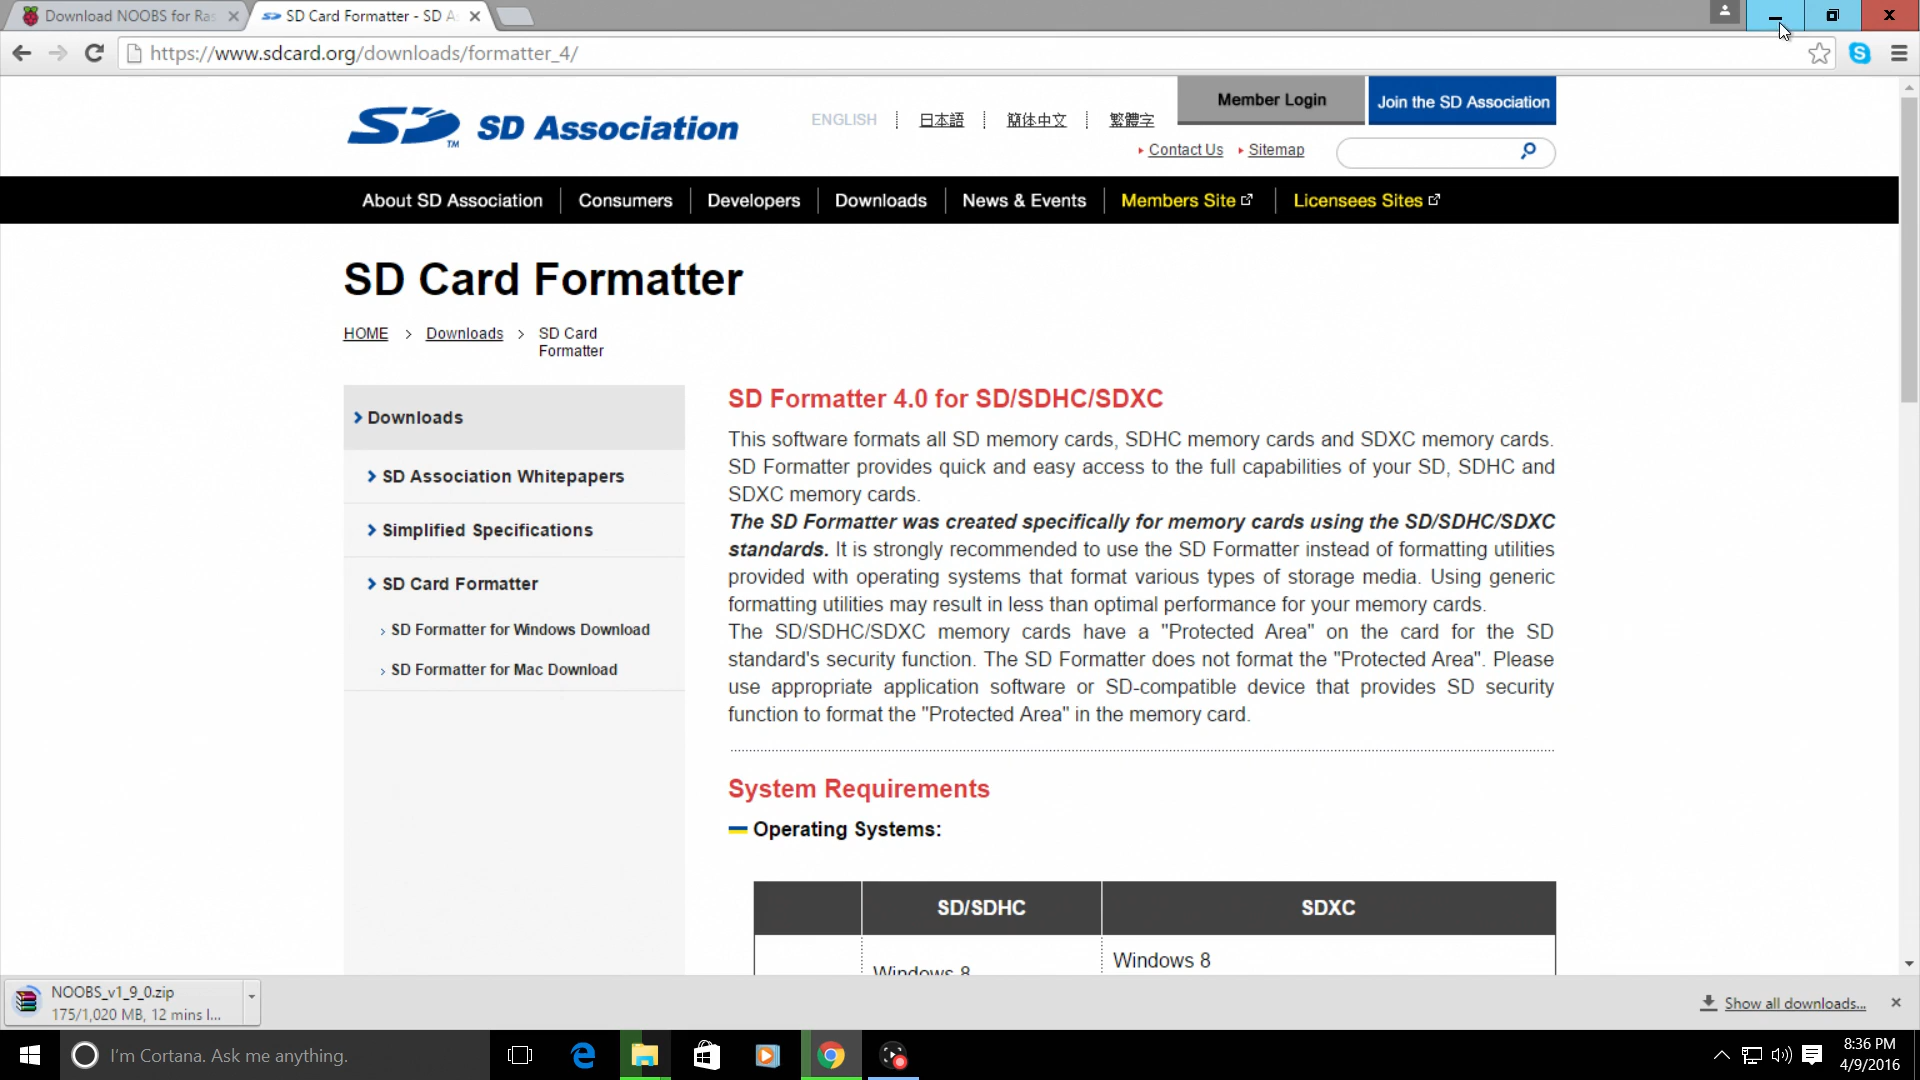 Download NOOBS for Ras
SD Card Formatter - SD A
https://www.sdcard.org/downloads/formatter_4/
SD Association
TM
ENGLISH
日本語
簡体中文
繁體字
Member Login
Join the SD Association
Contact Us
Sitemap
About SD Association
Consumers
Developers
Downloads
News & Events
Members Site
Licensees Sites
SD Card Formatter
HOME > Downloads > SD Card
Formatter
Downloads
SD Association Whitepapers
Simplified Specifications
SD Card Formatter
SD Formatter for Windows Download
SD Formatter for Mac Download
SD Formatter 4.0 for SD/SDHC/SDXC
This software formats all SD memory cards, SDHC memory cards and SDXC memory cards.
SD Formatter provides quick and easy access to the full capabilities of your SD, SDHC and
SDXC memory cards.
The SD Formatter was created specifically for memory cards using the SD/SDHC/SDXC
standards. It is strongly recommended to use the SD Formatter instead of formatting utilities
provided with operating systems that format various types of storage media. Using generic
formatting utilities may result in less than optimal performance for your memory cards.
The SD/SDHC/SDXC memory cards have a "Protected Area" on the card for the SD
standard's security function. The SD Formatter does not format the "Protected Area". Please
use appropriate application software or SD-compatible device that provides SD security
function to format the "Protected Area" in the memory card.
System Requirements
Operating Systems:
SD/SDHC
SDXC
Windows 8
Windows 8
NOOBS_v1_9_0.zip
175/1,020 MB, 12 mins l...
Show all downloads...
I'm Cortana. Ask me anything.
8:36 PM
4/9/2016